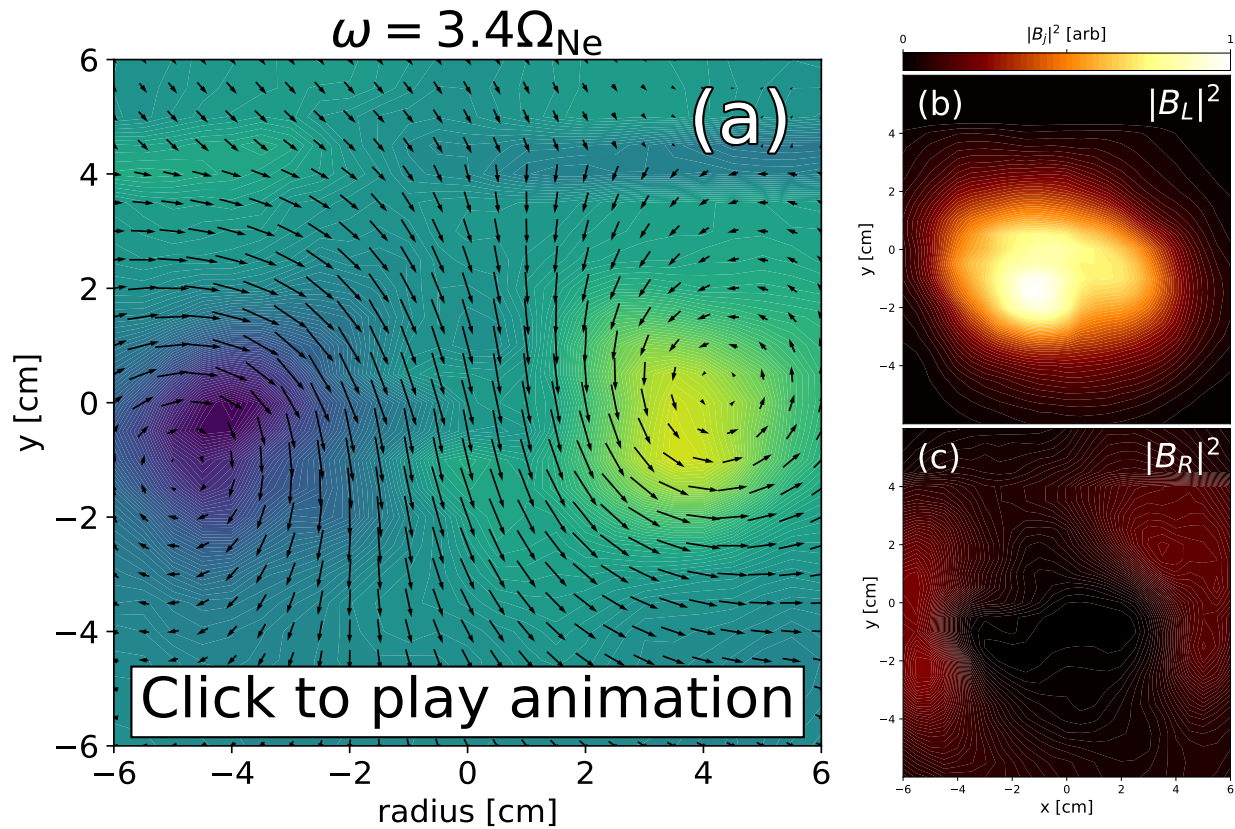 ω = 3.4Ω_Ne
(a)
6
4
2
0
−2
−4
−6
y [cm]
Click to play animation
−6 −4 −2 0 2 4 6
radius [cm]
|B_j|² [arb]
0 1
(b) |B_L|²
4
2
0
−2
−4
y [cm]
(c) |B_R|²
4
2
0
−2
−4
y [cm]
−6 −4 −2 0 2 4 6
x [cm]